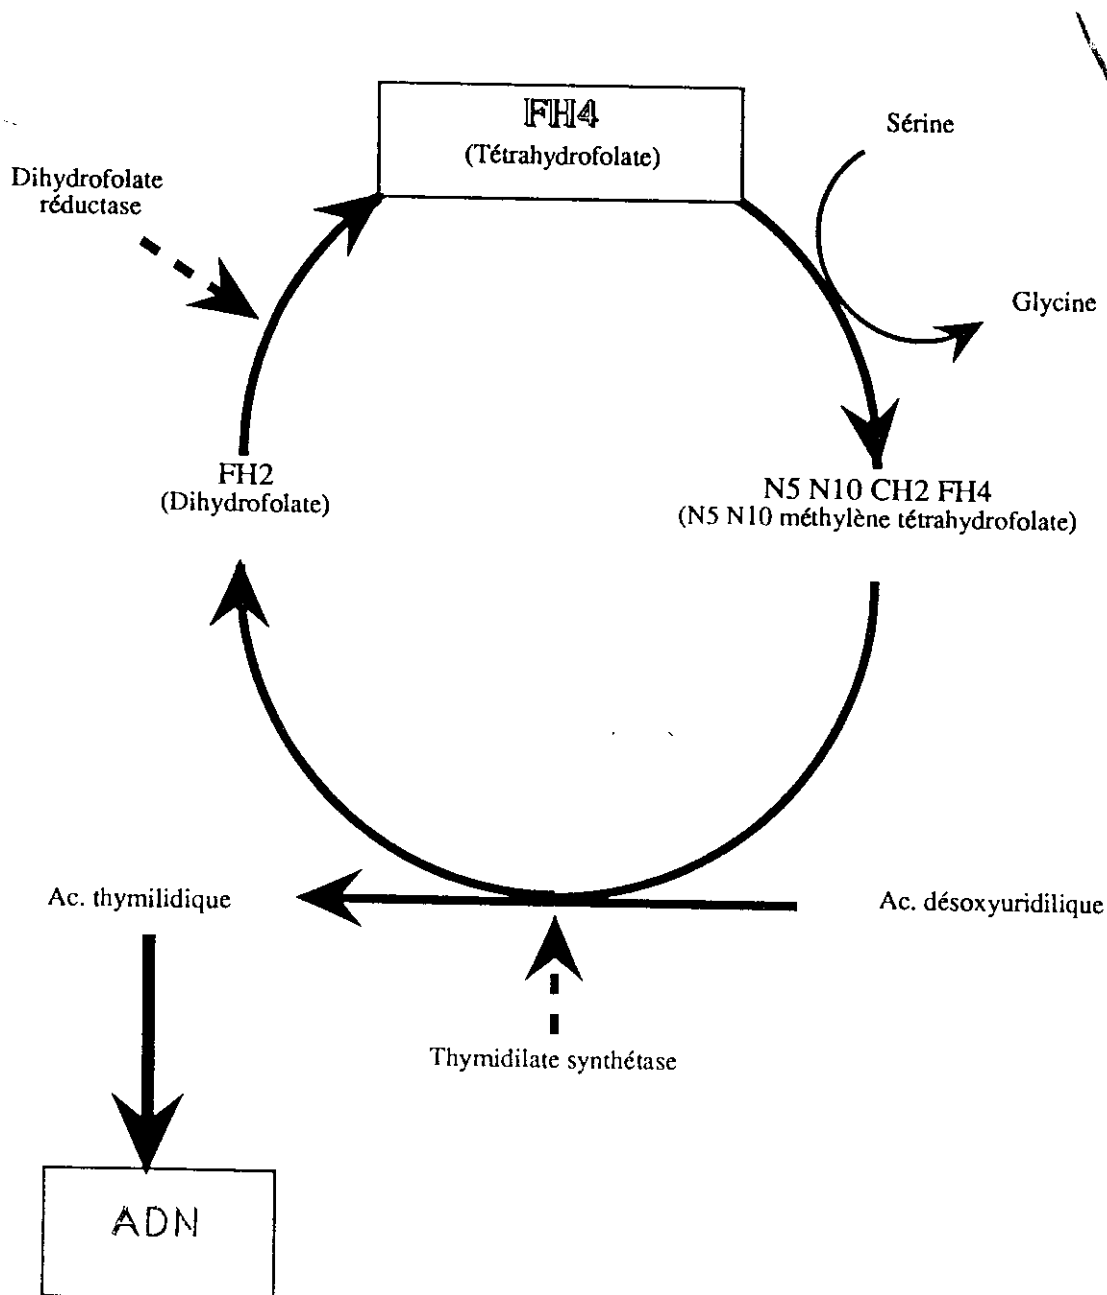 FH4
(Tétrahydrofolate)
Sérine
Dihydrofolate
réductase
Glycine
FH2
(Dihydrofolate)
N5 N10 CH2 FH4
(N5 N10 méthylène tétrahydrofolate)
Ac. thymilidique
Ac. désoxyuridilique
Thymidilate synthétase
ADN